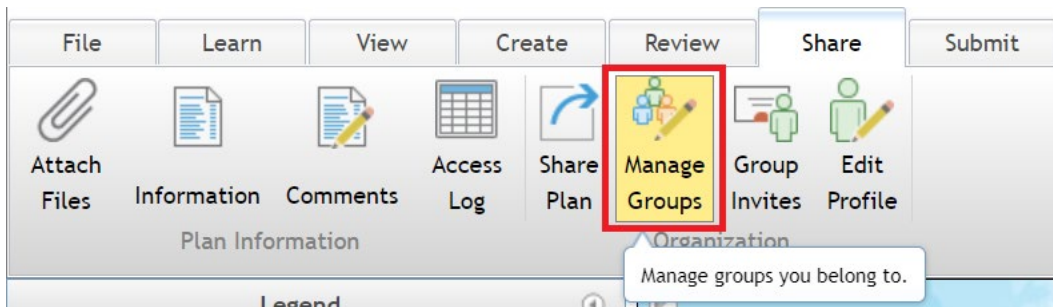 File Learn View Create Review Share Submit
Attach Files
Information
Comments
Access Log
Share Plan
Manage Groups
Group Invites
Edit Profile
Plan Information
Organization
Manage groups you belong to.
Legend